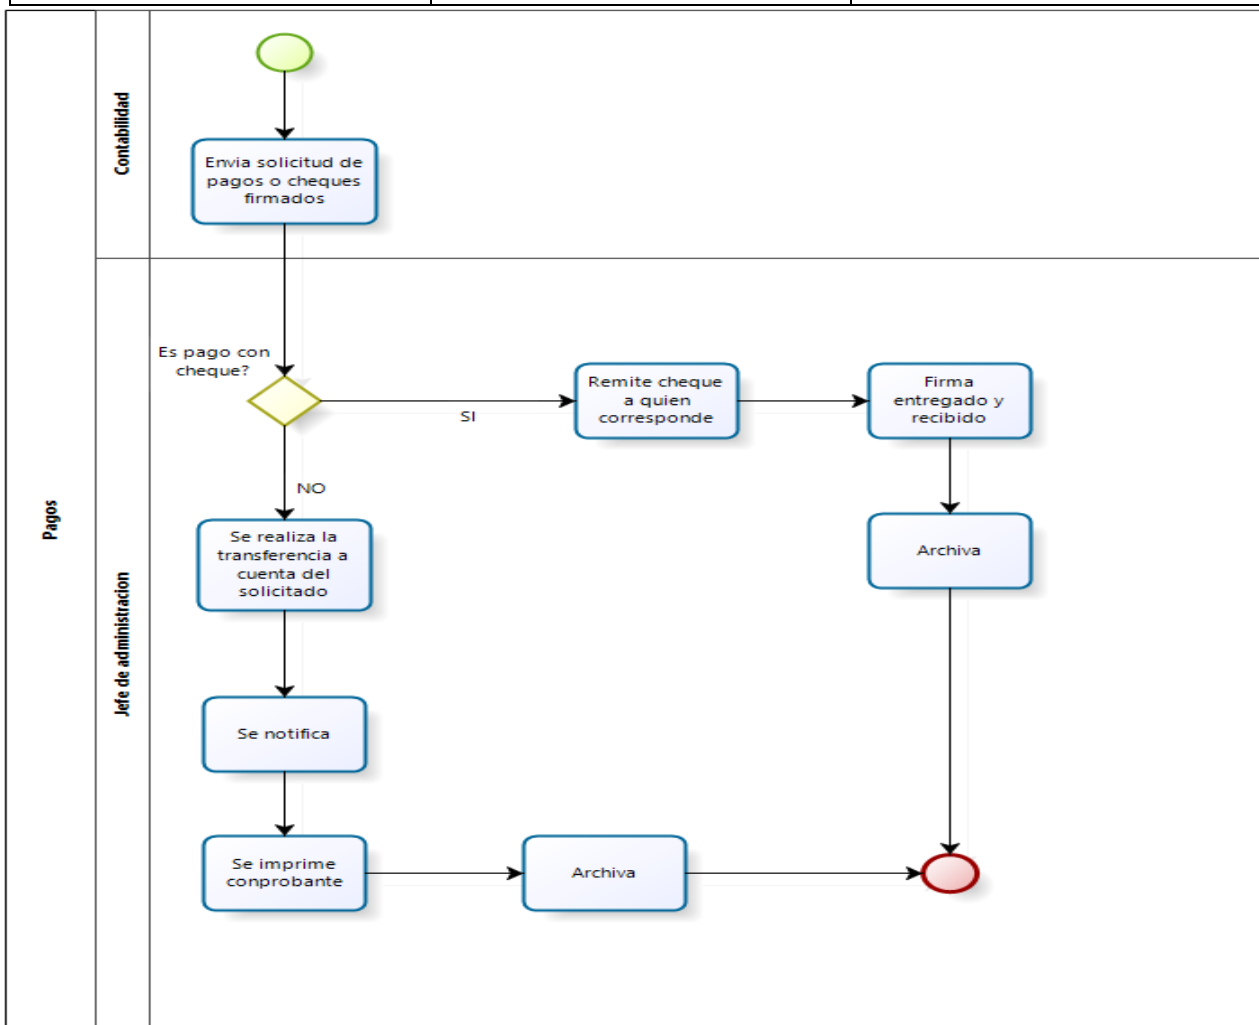 Pagos
Contabilidad
Envia solicitud de
pagos o cheques
firmados
Jefe de administracion
Es pago con
cheque?
SI
Remite cheque
a quien
corresponde
Firma
entregado y
recibido
Archiva
NO
Se realiza la
transferencia a
cuenta del
solicitado
Se notifica
Se imprime
conprobante
Archiva